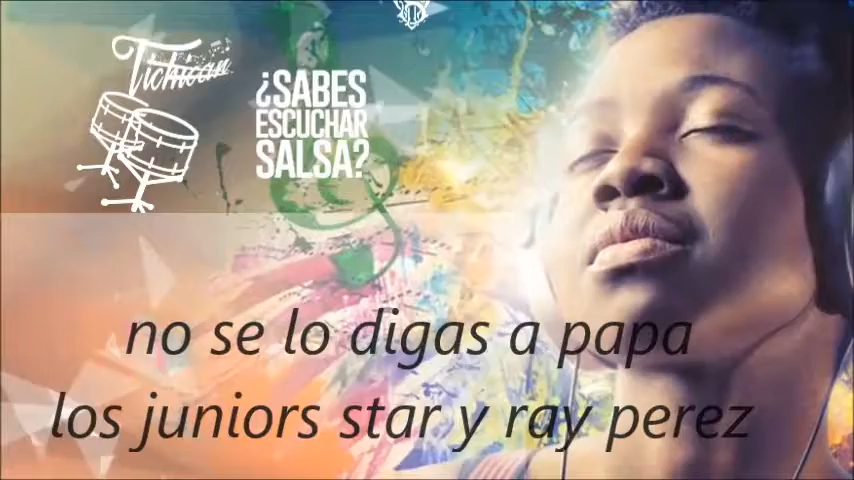 Tichican
¿SABES
ESCUCHAR
SALSA?
no se lo digas a papa
los juniors star y ray perez